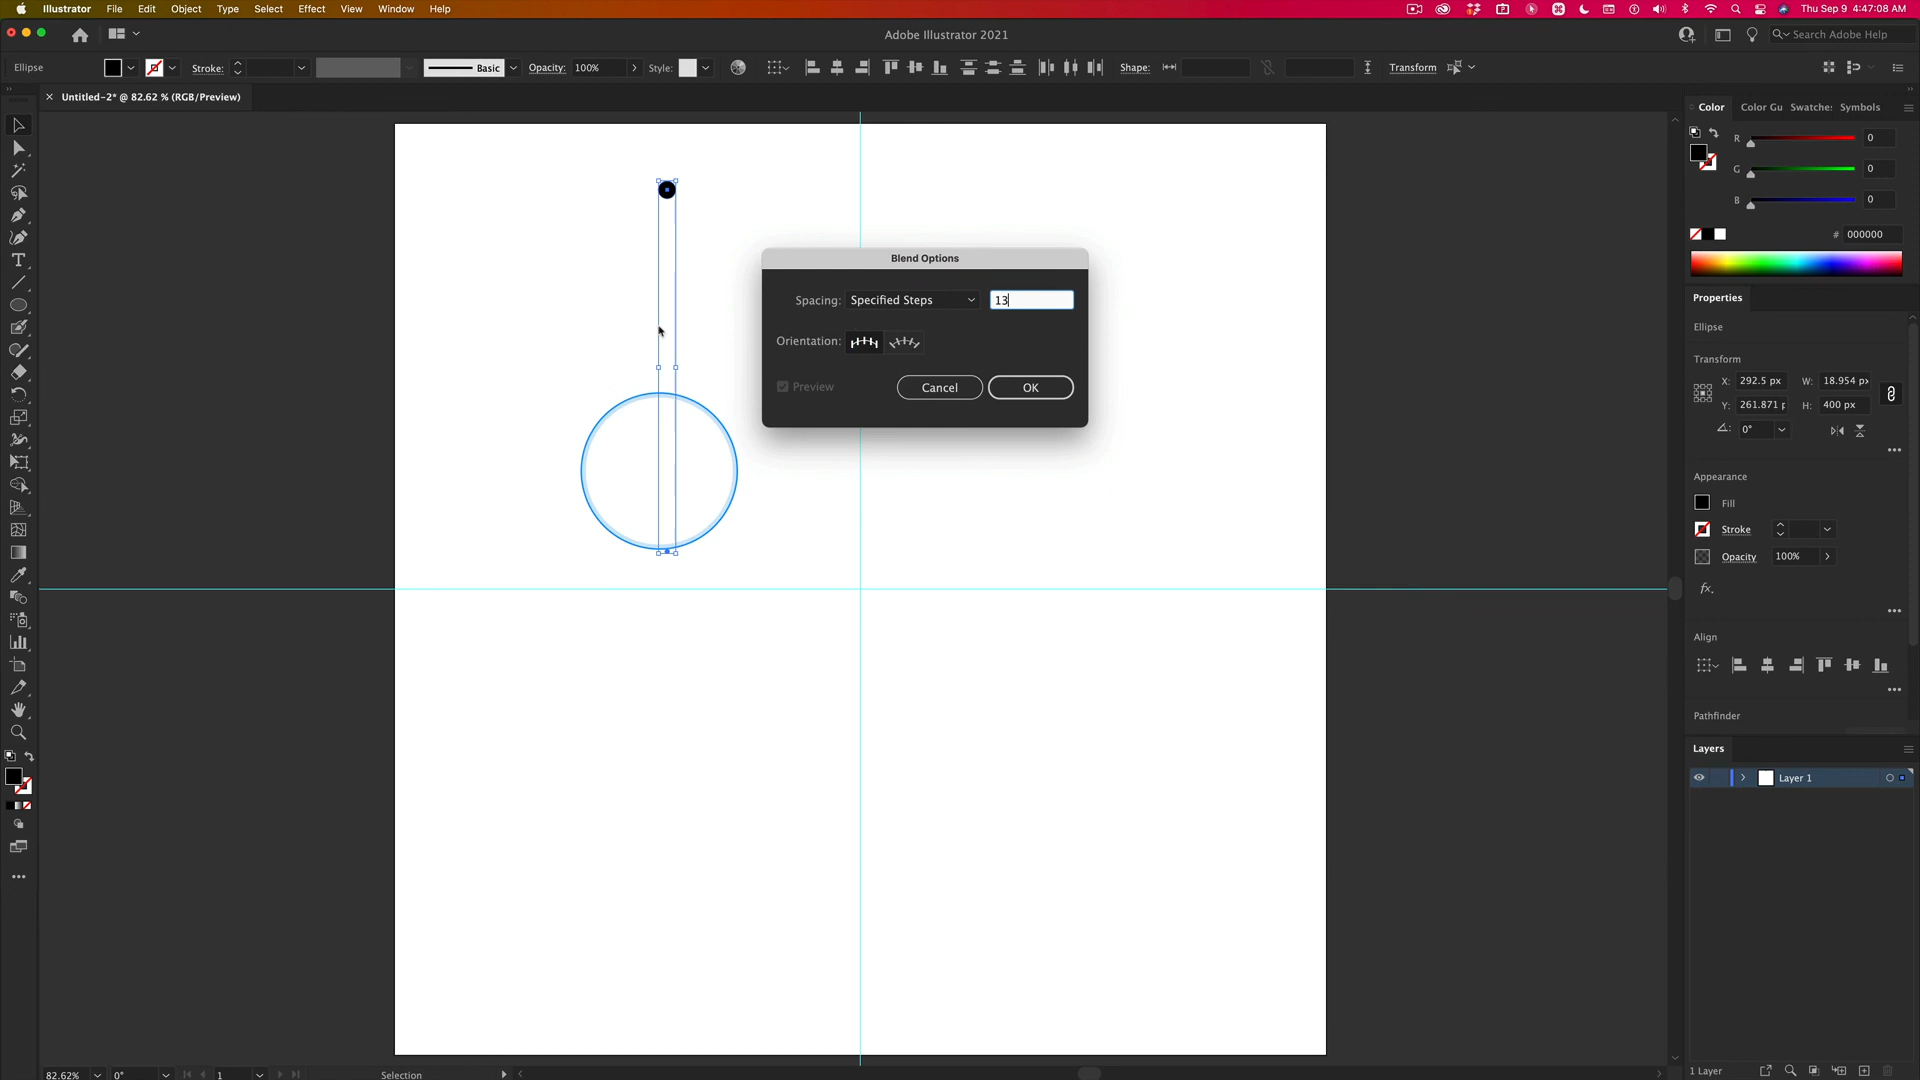 Illustrator File Edit Object Type Select Effect View Window Help
Thu Sep 9 4:47:08 AM
Adobe Illustrator 2021
Search Adobe Help
Ellipse
Stroke:
Basic
Opacity: 100%
Style:
Shape:
Transform
Untitled-2* @ 82.62 % (RGB/Preview)
Color Color Gu Swatche: Symbols
R 0
G 0
B 0
# 000000
Blend Options
Spacing: Specified Steps 13
Orientation:
Preview
Cancel OK
Properties
Ellipse
Transform
X: 292.5 px W: 18.954 px
Y: 261.871 p H: 400 px
0°
Appearance
Fill
Stroke
Opacity 100%
fx.
Align
Pathfinder
Layers
Layer 1
1 Layer
82.62% 0° 1 Selection